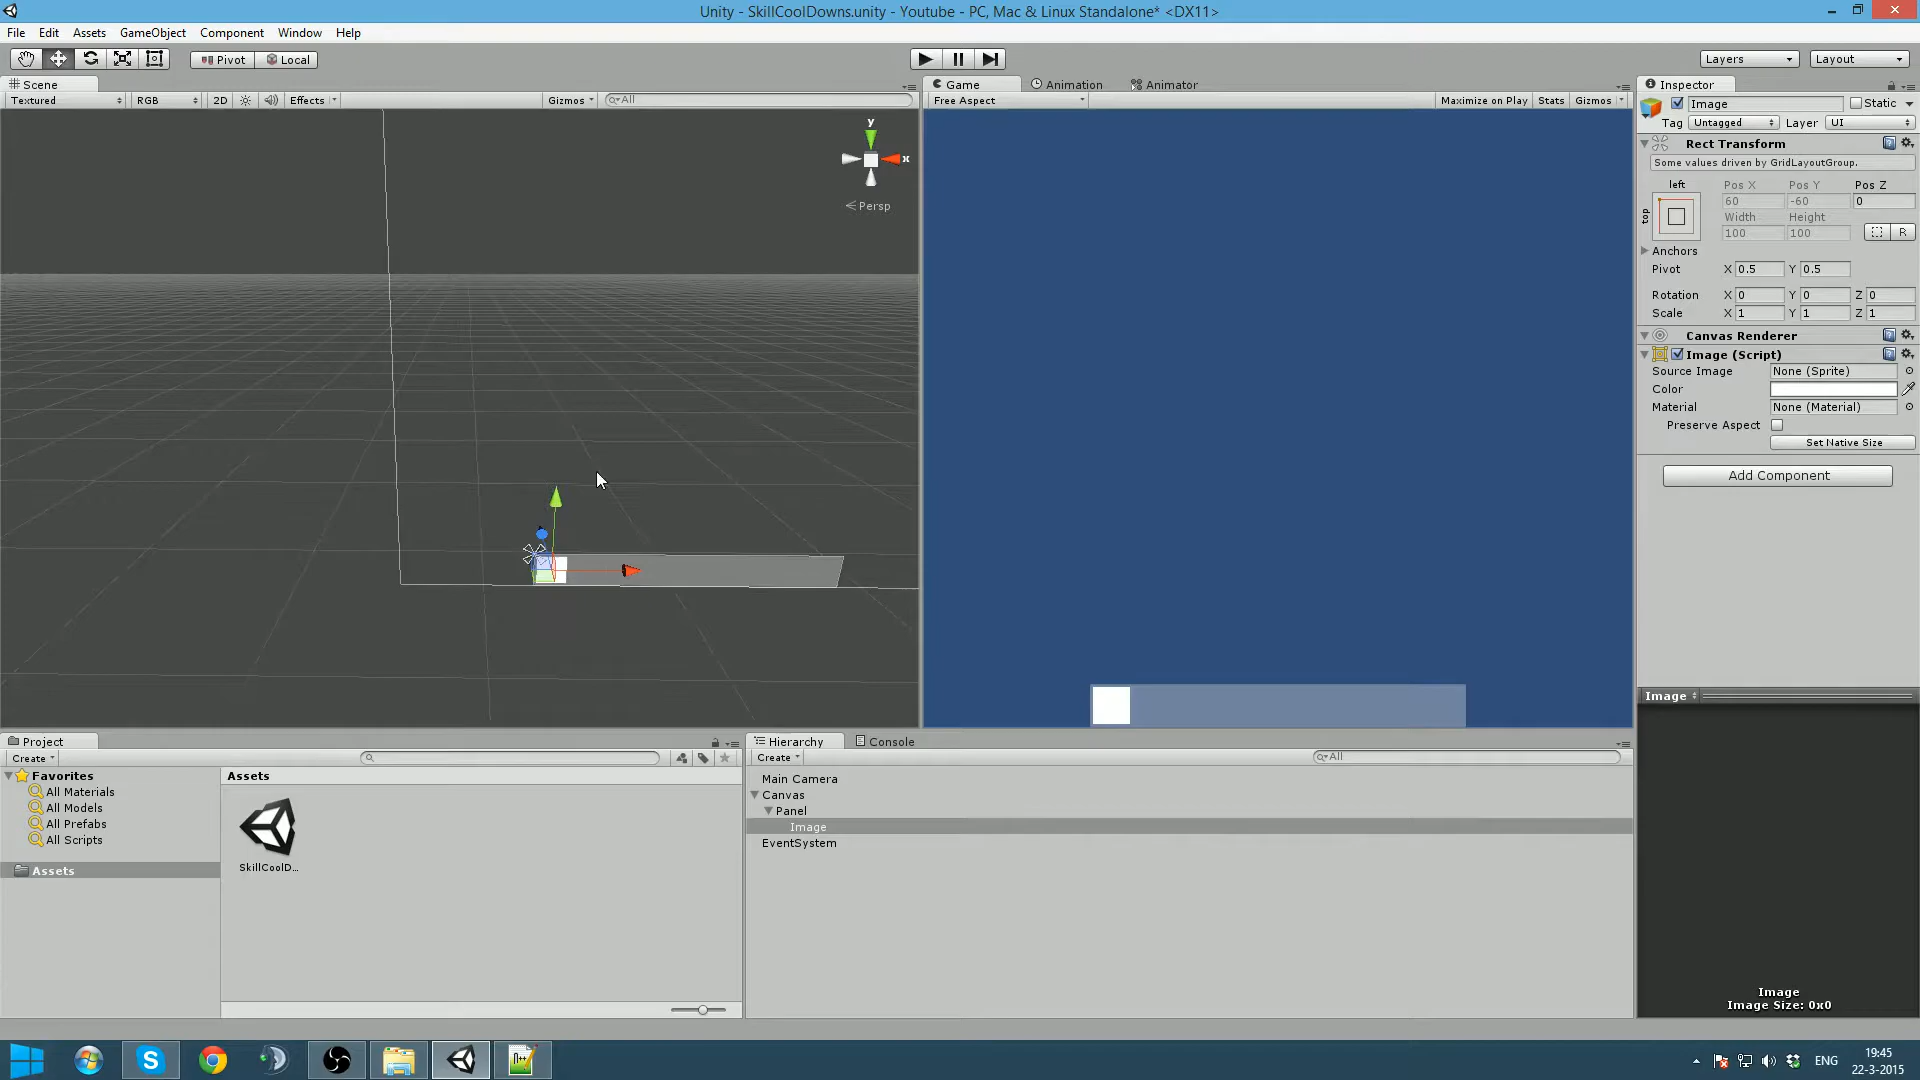 Unity - SkillCoolDowns.unity - Youtube - PC, Mac & Linux Standalone* <DX11>
File Edit Assets GameObject Component Window Help
Pivot Local Layers Layout
Scene Game Animation Animator Inspector
Textured RGB 2D Effects Gizmos All Free Aspect Maximize on Play Stats Gizmos
Image Static
Tag Untagged Layer UI
Rect Transform
Some values driven by GridLayoutGroup.
left Pos X Pos Y Pos Z
top 60 -60 0
Width Height
100 100 R
Anchors
Pivot X 0.5 Y 0.5
Rotation X 0 Y 0 Z 0
Scale X 1 Y 1 Z 1
Canvas Renderer
Image (Script)
Source Image None (Sprite)
Color
Material None (Material)
Preserve Aspect
Set Native Size
Add Component
y
x
Persp
Image
Project Hierarchy Console
Create Create All
Favorites Assets
All Materials
All Models
All Prefabs
All Scripts
Assets
SkillCoolD...
Main Camera
Canvas
Panel
Image
EventSystem
Image
Image Size: 0x0
ENG 19:45
22-3-2015